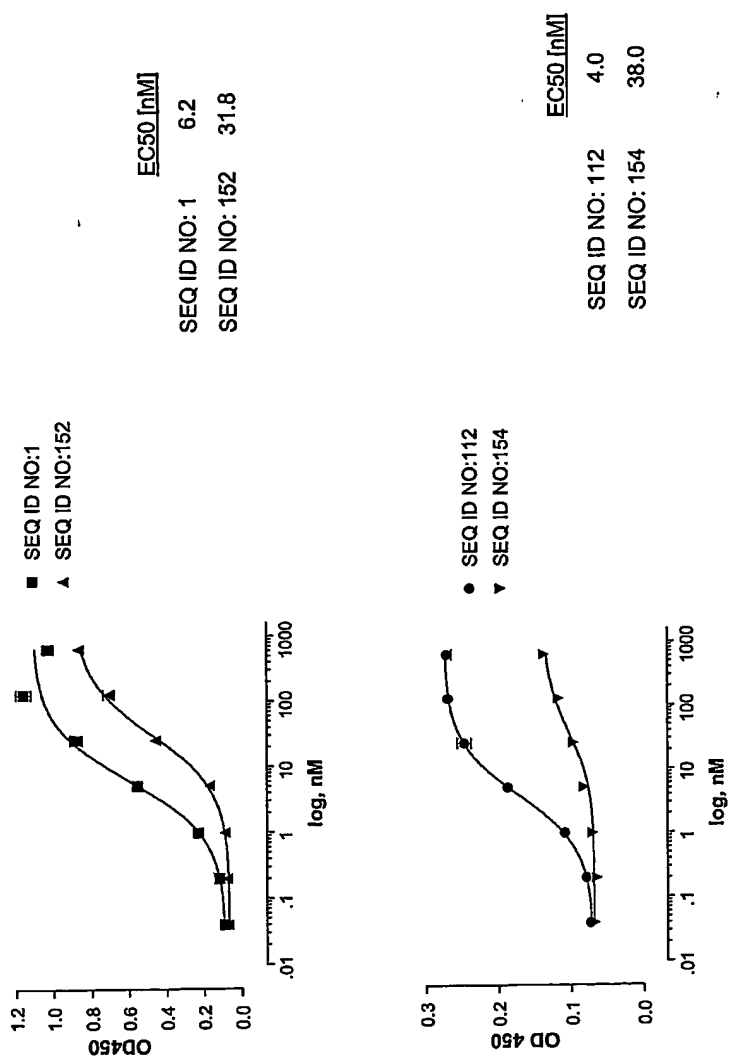 SEQ ID NO:1
SEQ ID NO:152
1.2
1.0
0.8
0.6
0.4
0.2
0.0
OD450
.01
.1
1
10
100
1000
log, nM
EC50 [nM]
SEQ ID NO: 1 6.2
SEQ ID NO: 152 31.8
SEQ ID NO:112
SEQ ID NO:154
0.3
0.2
0.1
0.0
OD 450
.01
.1
1
10
100
1000
log, nM
EC50 [nM]
SEQ ID NO: 112 4.0
SEQ ID NO: 154 38.0